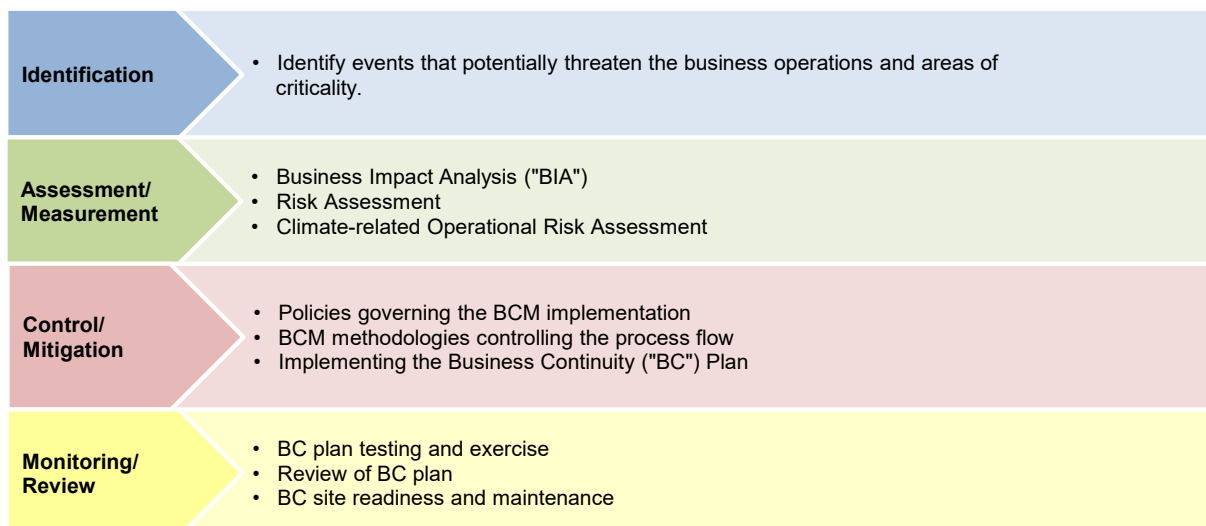 Identification
• Identify events that potentially threaten the business operations and areas of
criticality.
Assessment/
Measurement
• Business Impact Analysis ("BIA")
• Risk Assessment
• Climate-related Operational Risk Assessment
Control/
Mitigation
• Policies governing the BCM implementation
• BCM methodologies controlling the process flow
• Implementing the Business Continuity ("BC") Plan
Monitoring/
Review
• BC plan testing and exercise
• Review of BC plan
• BC site readiness and maintenance